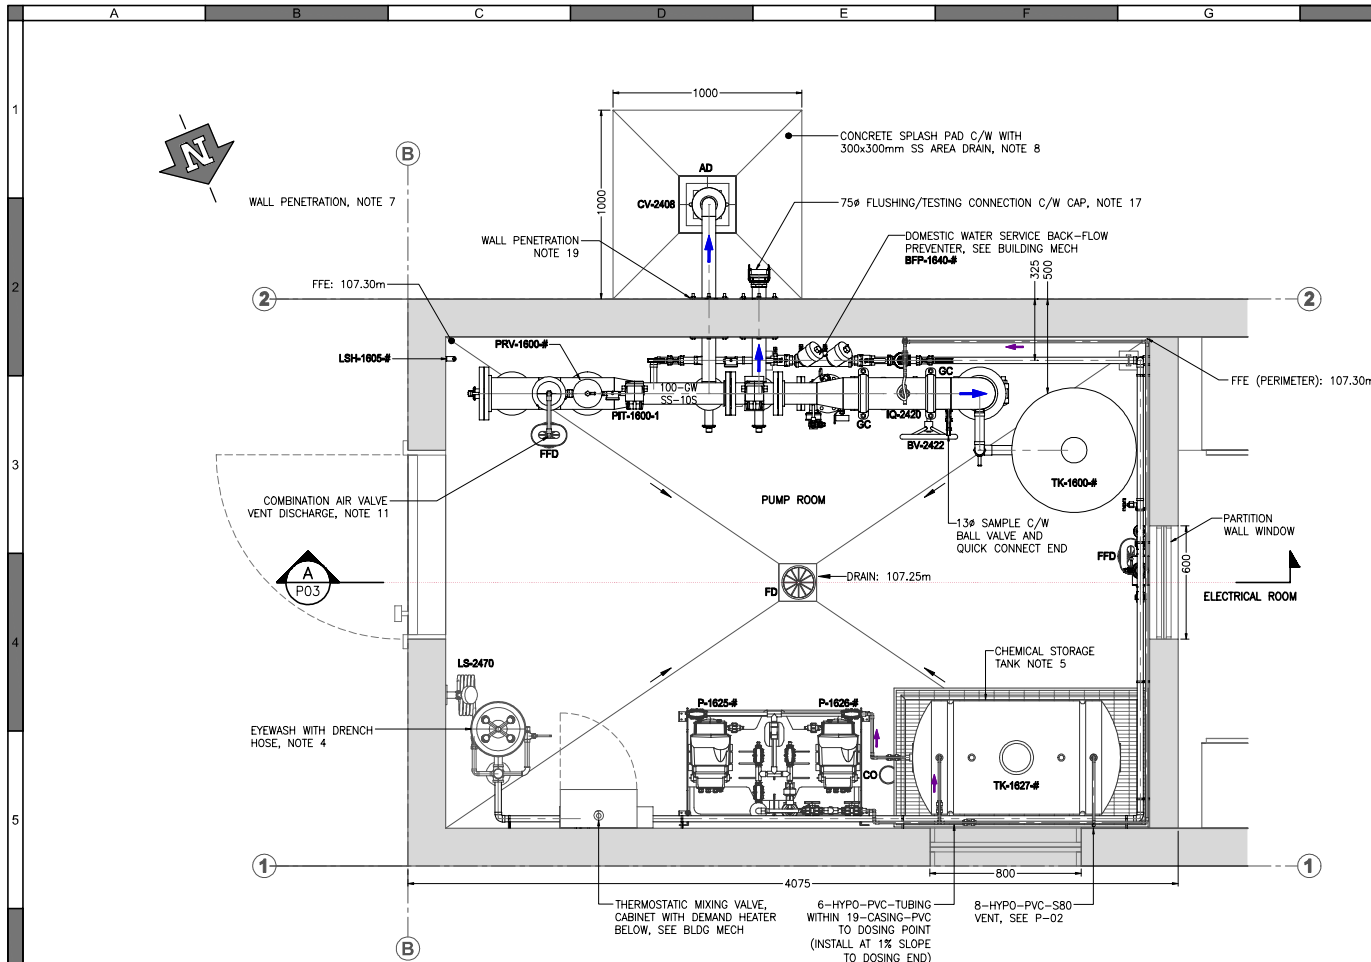 A B C D E F G
1
1000
CONCRETE SPLASH PAD C/W WITH
300x300mm SS AREA DRAIN, NOTE 8
N
B
AD
WALL PENETRATION, NOTE 7
CV-2408
1000
75ø FLUSHING/TESTING CONNECTION C/W CAP, NOTE 17
WALL PENETRATION
NOTE 19
DOMESTIC WATER SERVICE BACK-FLOW
PREVENTER, SEE BUILDING MECH
BFP-1640-#
325
500
2
FFE: 107.30m
2
2
PRV-1600-#
LSH-1605-#
GC
FFE (PERIMETER): 107.30m
100-GW
SS-10S
PIT-1600-1
IQ-2420
GC
BV-2422
FFD
3
TK-1600-#
PUMP ROOM
COMBINATION AIR VALVE
VENT DISCHARGE, NOTE 11
13ø SAMPLE C/W
BALL VALVE AND
QUICK CONNECT END
PARTITION
WALL WINDOW
FFD
600
A
P03
DRAIN: 107.25m
FD
ELECTRICAL ROOM
4
CHEMICAL STORAGE
TANK NOTE 5
LS-2470
P-1625-#
P-1626-#
EYEWASH WITH DRENCH
HOSE, NOTE 4
CO
TK-1627-#
5
1
1
800
4075
THERMOSTATIC MIXING VALVE,
CABINET WITH DEMAND HEATER
BELOW, SEE BLDG MECH
6-HYPO-PVC-TUBING
WITHIN 19-CASING-PVC
TO DOSING POINT
(INSTALL AT 1% SLOPE
TO DOSING END)
8-HYPO-PVC-S80
VENT, SEE P-02
B